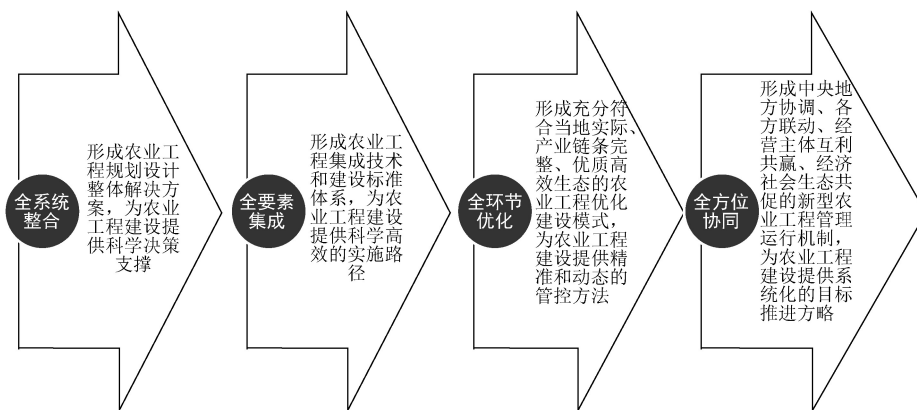 全系统
整合
形成农业工
程规划设计
整体解决方
案，为农业
工程建设提
供科学决策
支撑
全要素
集成
形成农业工
程集成技术
和建设标准
体系，为农
业工程建设
提供科学高
效的实施路
径
全环节
优化
形成充分符
合当地实际、
产业链条完
整、优质高
效生态的农
业工程优化
建设模式，
为农业工程
建设提供精
准和动态的
管控方法
全方位
协同
形成中央地
方协调、各
方联动、经
营主体互利
共赢、经济
社会生态共
促的新型农
业工程管理
运行机制，
为农业工程
建设提供系
统化的目标
推进方略